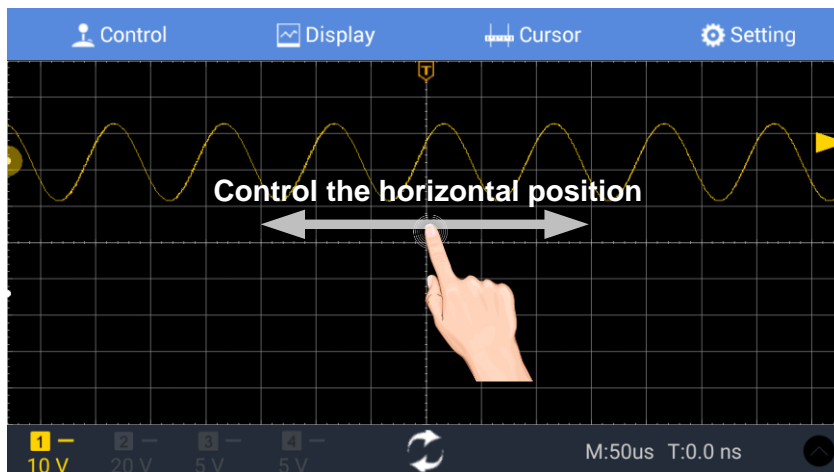 Control Display Cursor Setting
T
Control the horizontal position
1 2 3 4
10 V 20 V 5 V 5 V
M:50us T:0.0 ns